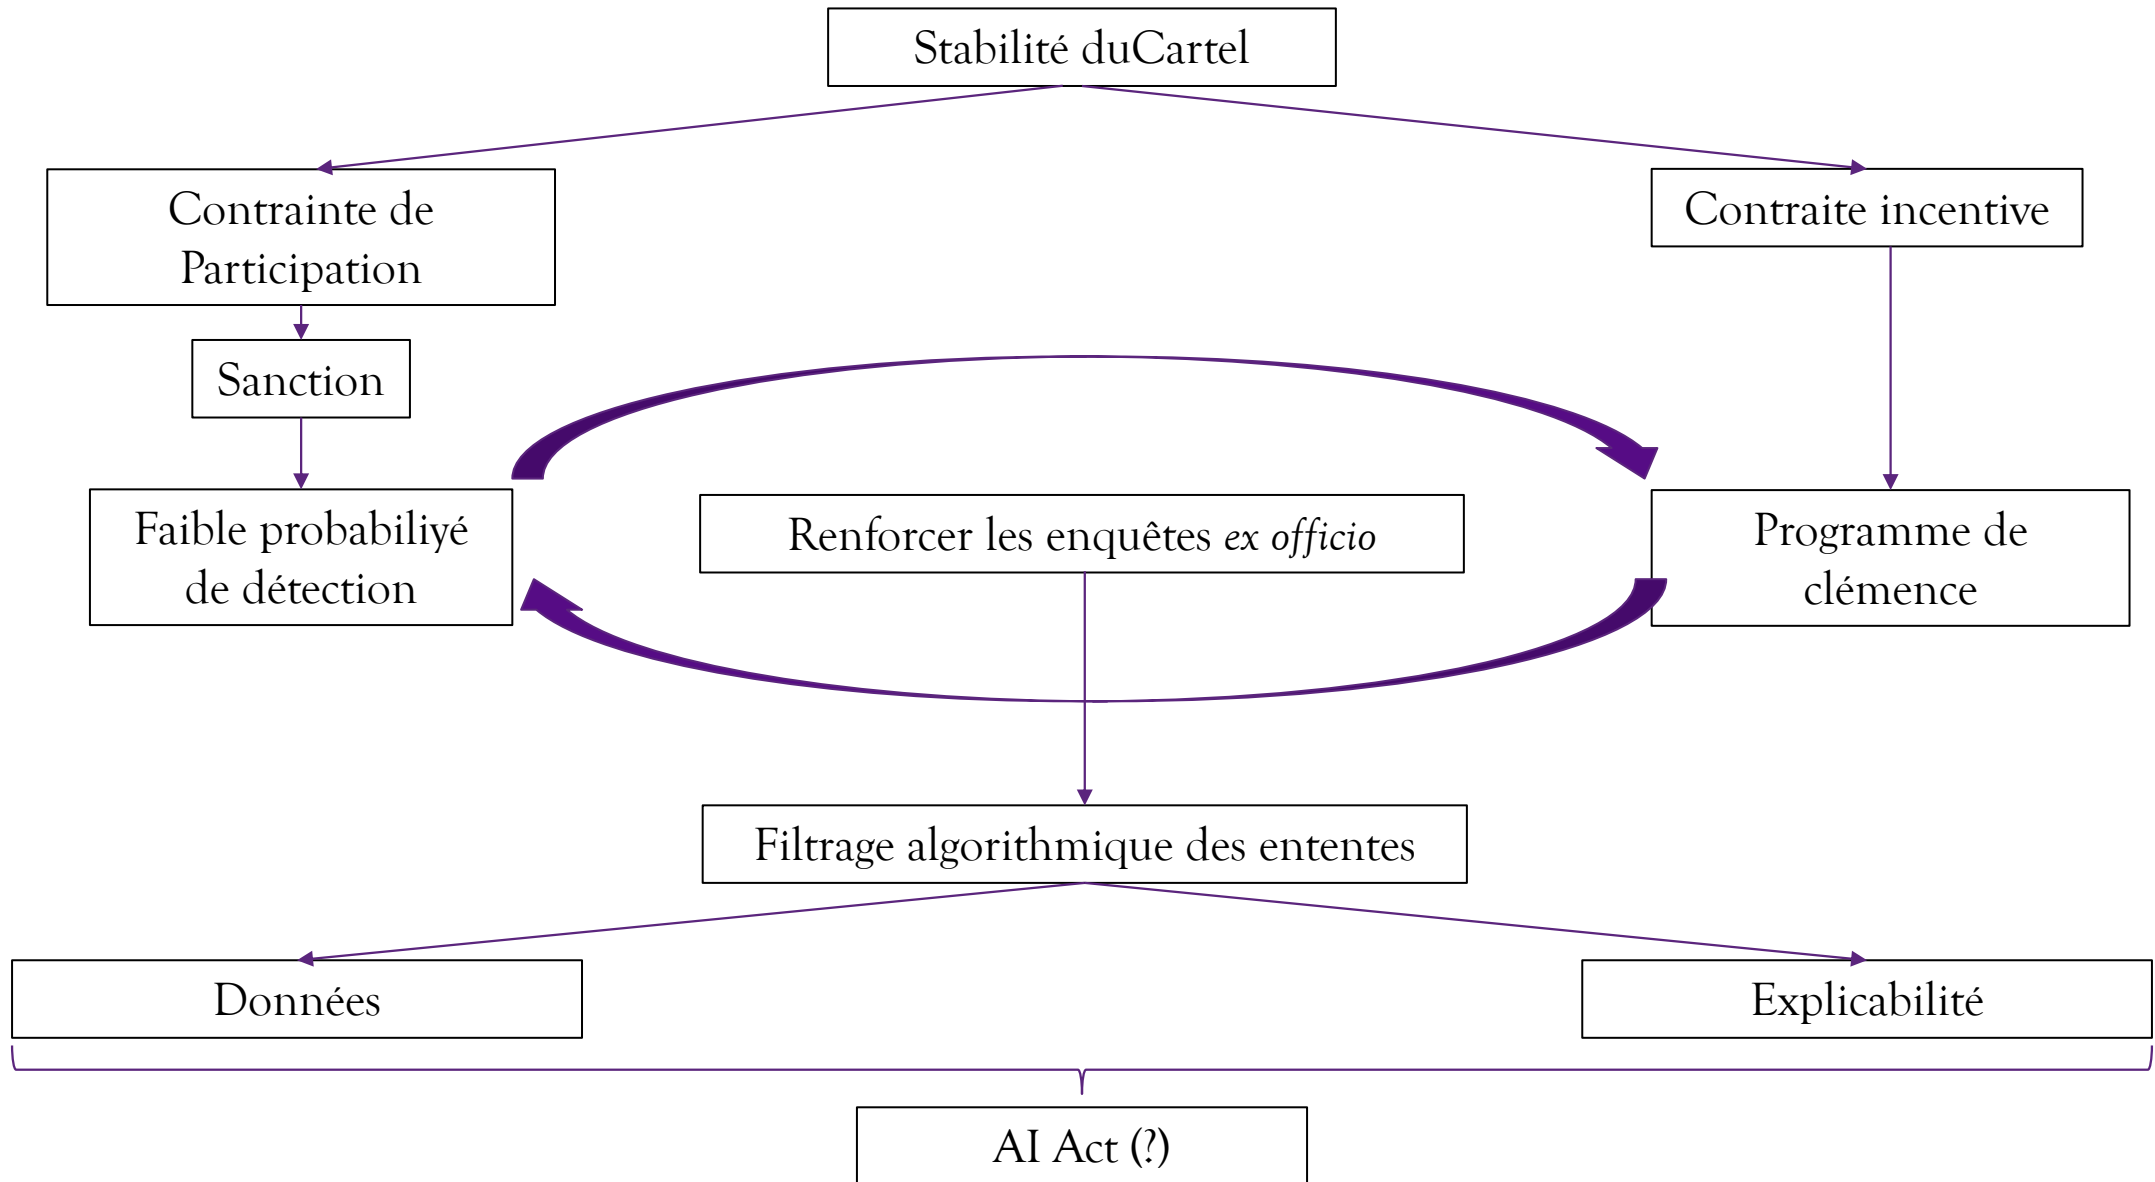 Stabilité duCartel
Contrainte de
Participation
Contraite incentive
Sanction
Faible probabiliyé
de détection
Renforcer les enquêtes ex officio
Programme de
clémence
Filtrage algorithmique des ententes
Données
Explicabilité
AI Act (?)